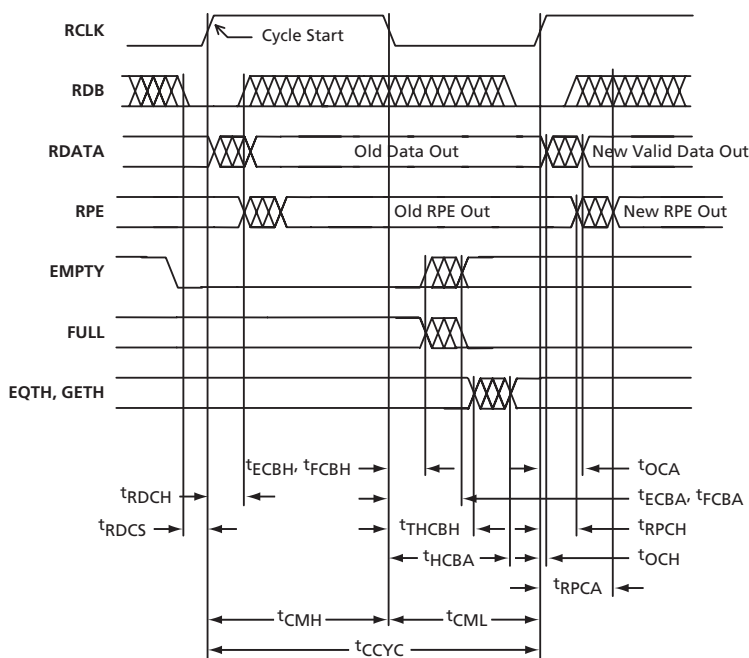 RCLK
Cycle Start
RDB
RDATA
Old Data Out
New Valid Data Out
RPE
Old RPE Out
New RPE Out
EMPTY
FULL
EQTH, GETH
tECBH, tFCBH
tOCA
tRDCH
tECBA, tFCBA
tRDCS
tTHCBH
tRPCH
tHCBA
tOCH
tRPCA
tCMH
tCML
tCCYC